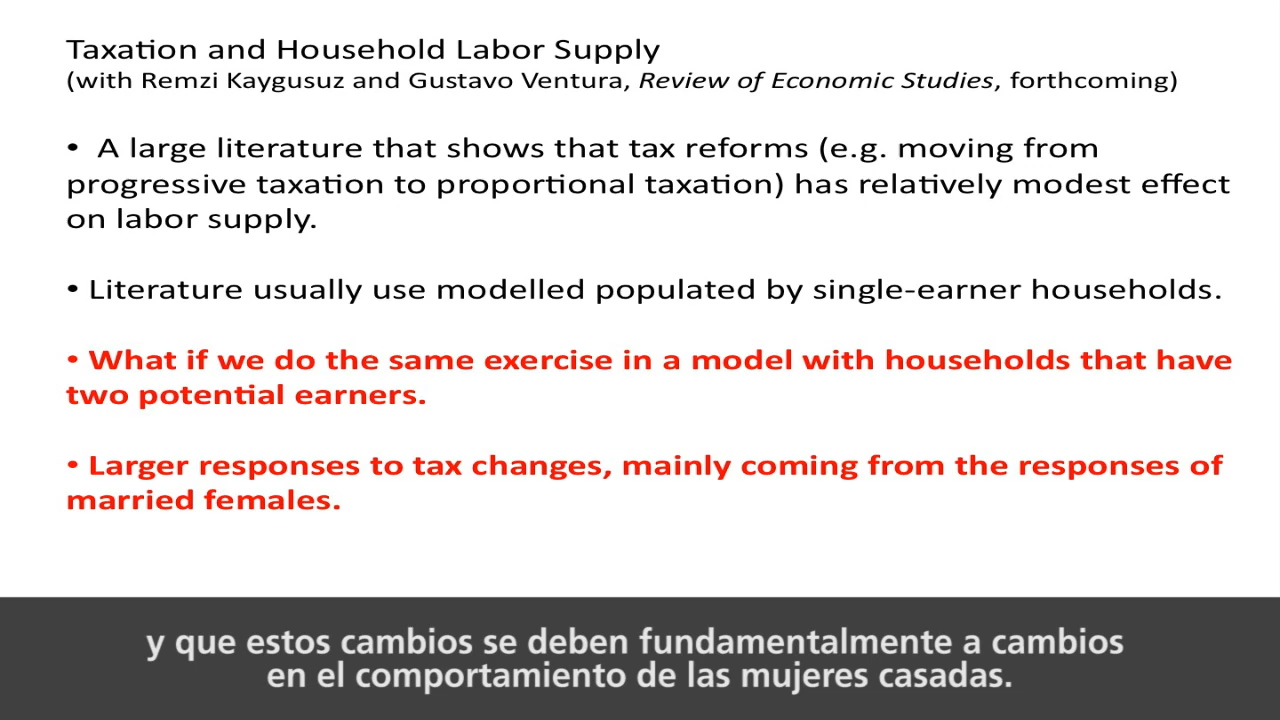 Taxation and Household Labor Supply
(with Remzi Kaygusuz and Gustavo Ventura, Review of Economic Studies, forthcoming)
• A large literature that shows that tax reforms (e.g. moving from
progressive taxation to proportional taxation) has relatively modest effect
on labor supply.
• Literature usually use modelled populated by single-earner households.
• What if we do the same exercise in a model with households that have
two potential earners.
• Larger responses to tax changes, mainly coming from the responses of
married females.
y que estos cambios se deben fundamentalmente a cambios
en el comportamiento de las mujeres casadas.